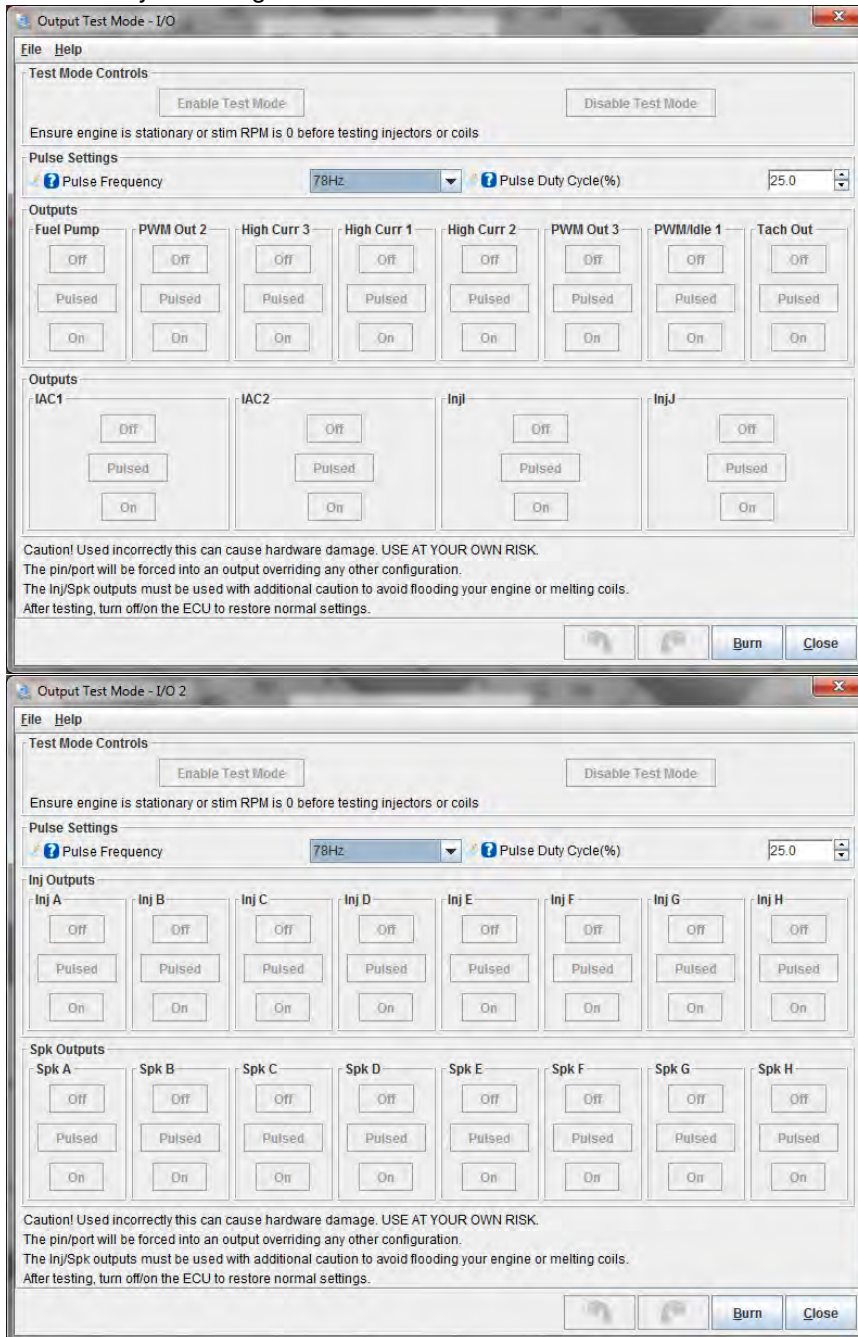 Output Test Mode - I/O
File Help
Test Mode Controls
Enable Test Mode Disable Test Mode
Ensure engine is stationary or stim RPM is 0 before testing injectors or coils
Pulse Settings
Pulse Frequency 78Hz Pulse Duty Cycle(%) 25.0
Outputs
Fuel Pump PWM Out 2 High Curr 3 High Curr 1 High Curr 2 PWM Out 3 PWM/Idle 1 Tach Out
Off Off Off Off Off Off Off Off
Pulsed Pulsed Pulsed Pulsed Pulsed Pulsed Pulsed Pulsed
On On On On On On On On
Outputs
IAC1 IAC2 InjI InjJ
Off Off Off Off
Pulsed Pulsed Pulsed Pulsed
On On On On
Caution! Used incorrectly this can cause hardware damage. USE AT YOUR OWN RISK.
The pin/port will be forced into an output overriding any other configuration.
The Inj/Spk outputs must be used with additional caution to avoid flooding your engine or melting coils.
After testing, turn off/on the ECU to restore normal settings.
Burn Close
Output Test Mode - I/O 2
File Help
Test Mode Controls
Enable Test Mode Disable Test Mode
Ensure engine is stationary or stim RPM is 0 before testing injectors or coils
Pulse Settings
Pulse Frequency 78Hz Pulse Duty Cycle(%) 25.0
Inj Outputs
Inj A Inj B Inj C Inj D Inj E Inj F Inj G Inj H
Off Off Off Off Off Off Off Off
Pulsed Pulsed Pulsed Pulsed Pulsed Pulsed Pulsed Pulsed
On On On On On On On On
Spk Outputs
Spk A Spk B Spk C Spk D Spk E Spk F Spk G Spk H
Off Off Off Off Off Off Off Off
Pulsed Pulsed Pulsed Pulsed Pulsed Pulsed Pulsed Pulsed
On On On On On On On On
Caution! Used incorrectly this can cause hardware damage. USE AT YOUR OWN RISK.
The pin/port will be forced into an output overriding any other configuration.
The Inj/Spk outputs must be used with additional caution to avoid flooding your engine or melting coils.
After testing, turn off/on the ECU to restore normal settings.
Burn Close